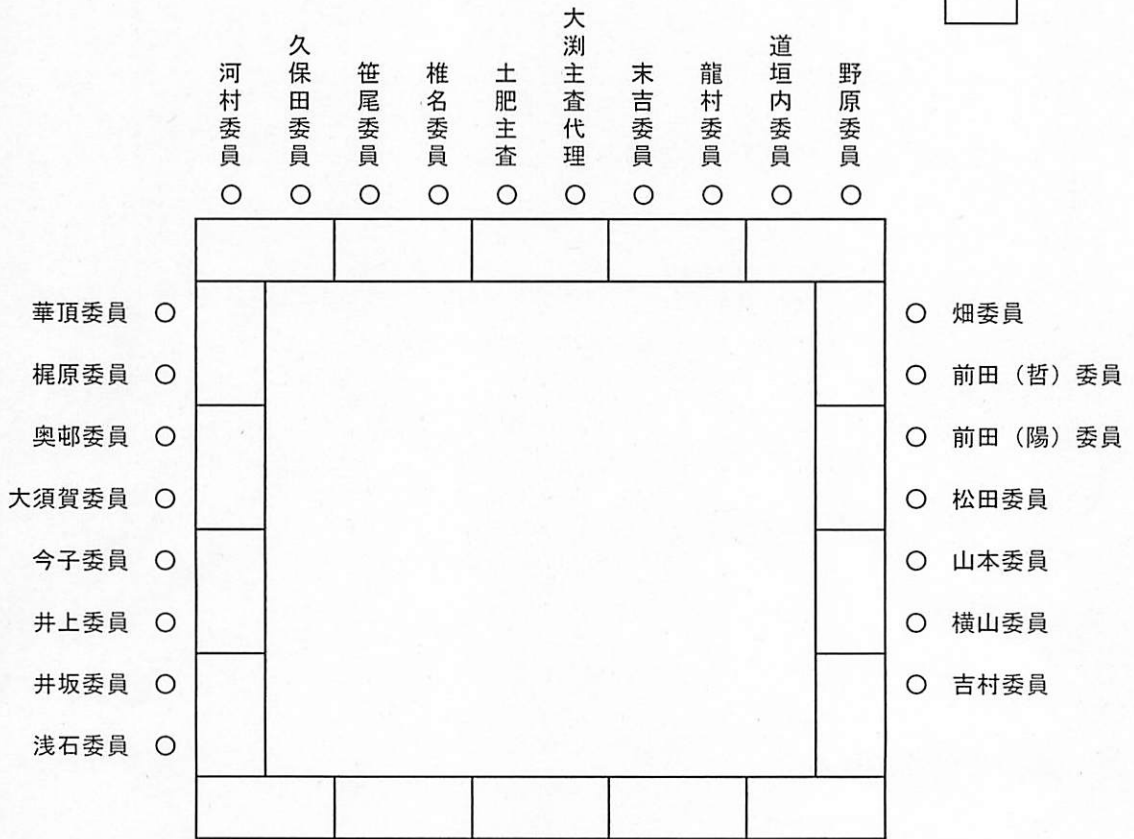 河村委員
久保田委員
笹尾委員
椎名委員
土肥主査
大渕主査代理
末吉委員
龍村委員
道垣内委員
野原委員
華頂委員
梶原委員
奥邨委員
大須賀委員
今子委員
井上委員
井坂委員
浅石委員
畑委員
前田（哲）委員
前田（陽）委員
松田委員
山本委員
横山委員
吉村委員